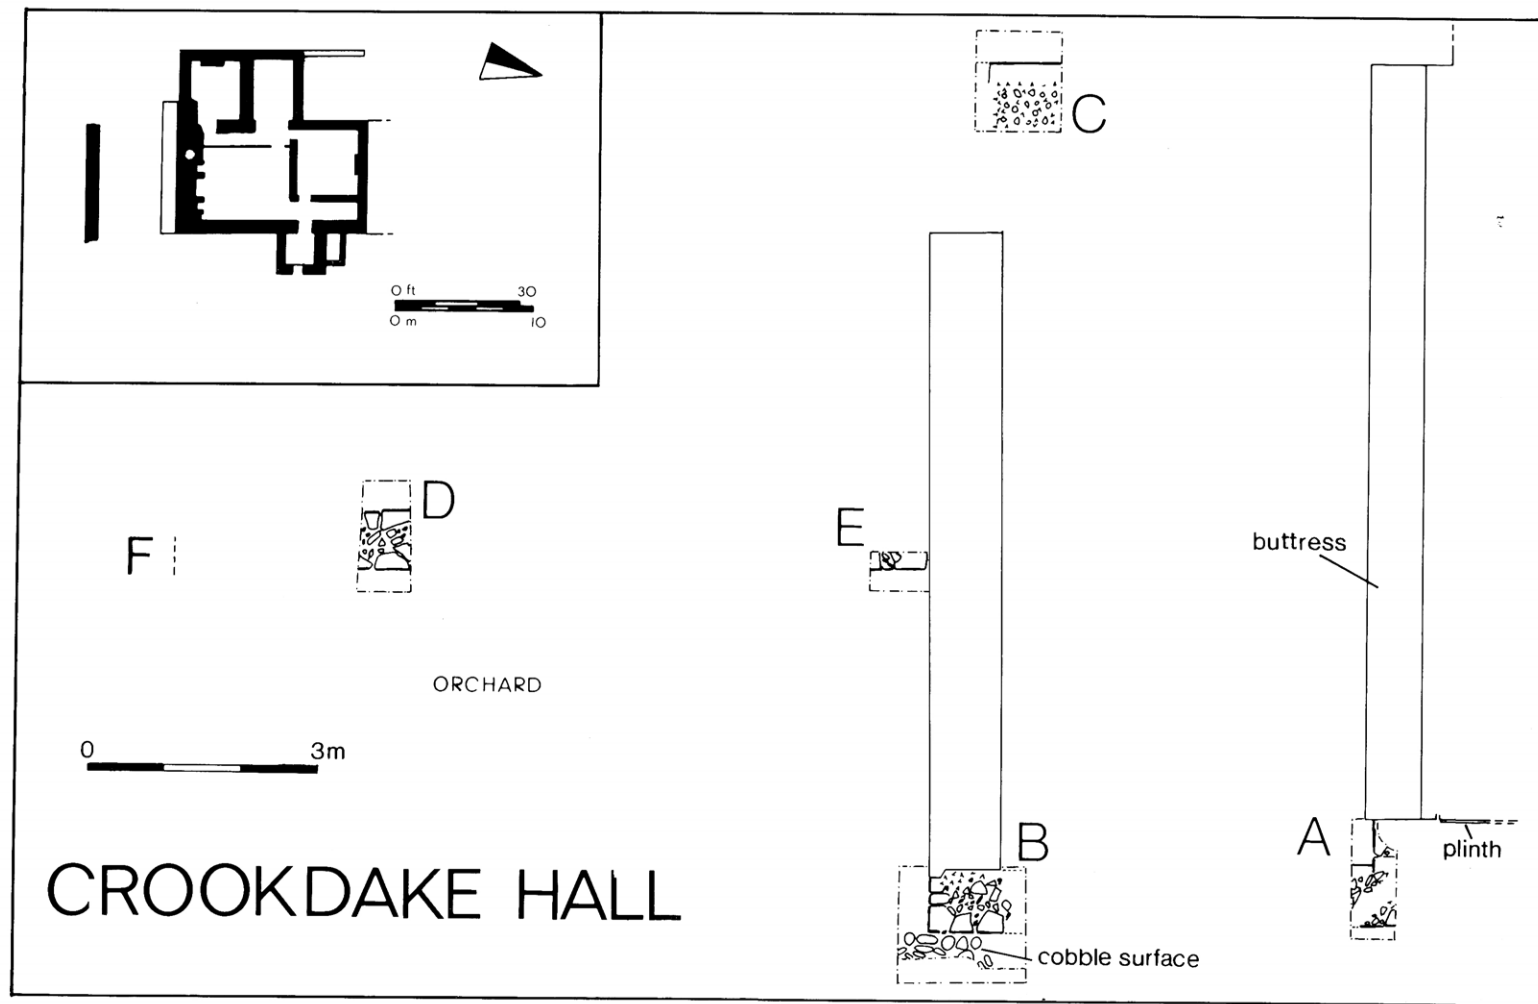 0 ft 30
0 m 10
C
D
E
F
buttress
ORCHARD
0 3m
A
B
plinth
CROOKDAKE HALL
cobble surface